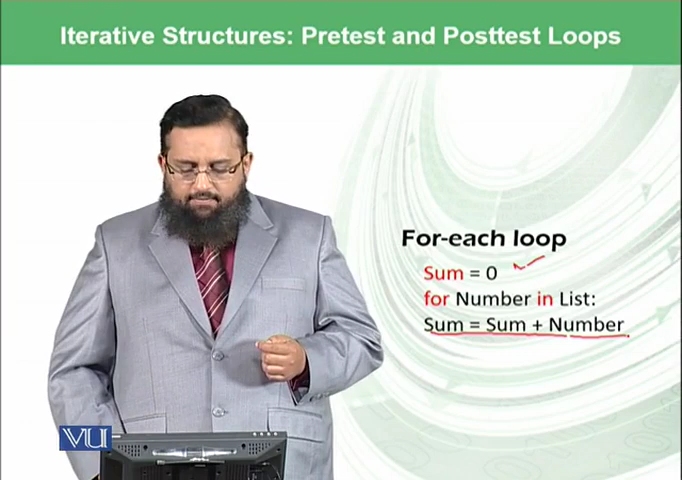 Iterative Structures: Pretest and Posttest Loops
For-each loop
Sum = 0
for Number in List:
Sum = Sum + Number
VU